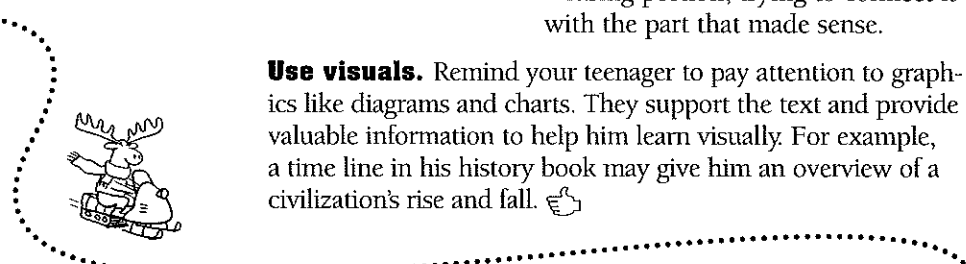 with the part that made sense.
Use visuals. Remind your teenager to pay attention to graph-
ics like diagrams and charts. They support the text and provide
valuable information to help him learn visually. For example,
a time line in his history book may give him an overview of a
civilization's rise and fall.